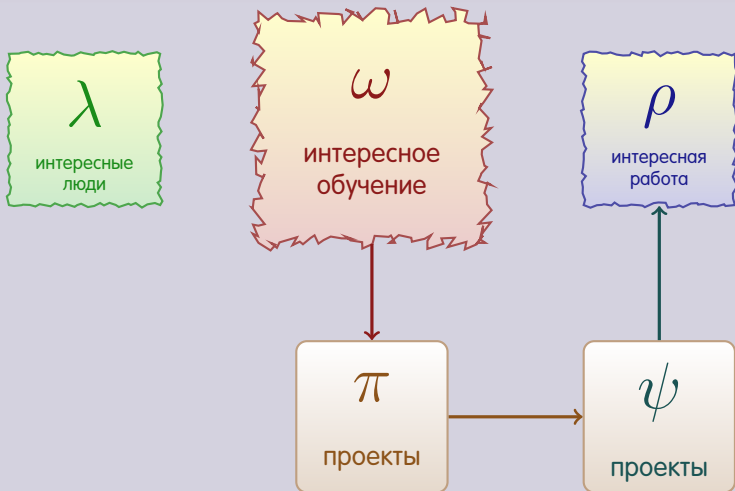 λ
интересные
люди
ω
интересное
обучение
ρ
интересная
работа
π
проекты
ψ
проекты